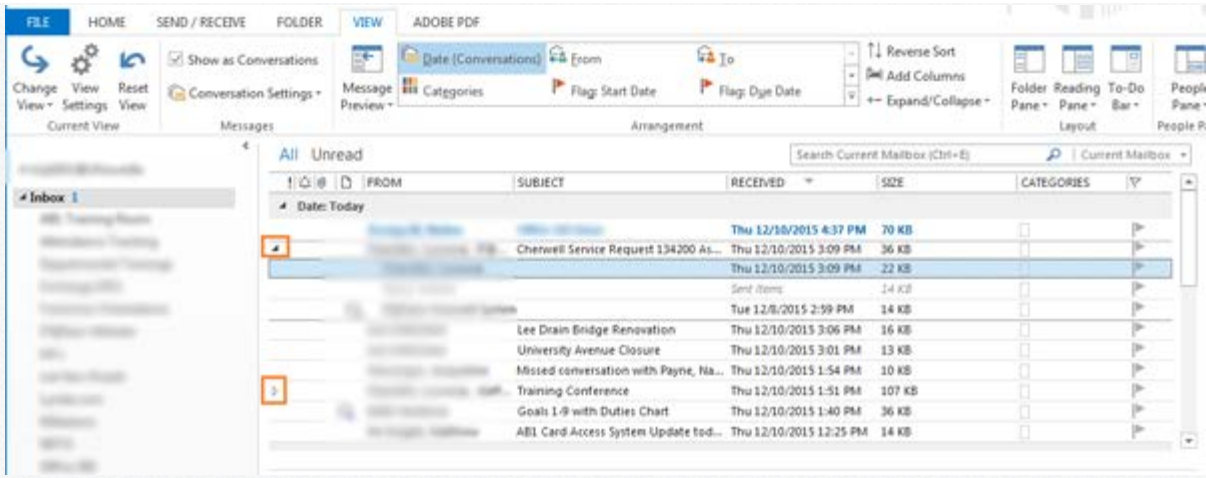 FILE HOME SEND / RECEIVE FOLDER VIEW ADOBE PDF
Show as Conversations Date (Conversations) From To Reverse Sort
Add Columns
Change View Reset Conversation Settings Message Categories Flag: Start Date Flag: Due Date Folder Reading To-Do People
View Settings View Preview Expand/Collapse Pane Pane Bar Pane
Current View Messages Arrangement Layout People P
All Unread Search Current Mailbox (Ctrl+E) Current Mailbox
! FROM SUBJECT RECEIVED SIZE CATEGORIES
Inbox 1
Date: Today
Thu 12/10/2015 4:37 PM 70 KB
Cherwell Service Request 134200 As... Thu 12/10/2015 3:09 PM 36 KB
Thu 12/10/2015 3:09 PM 22 KB
Sent Items 14 KB
Tue 12/8/2015 2:59 PM 14 KB
Lee Drain Bridge Renovation Thu 12/10/2015 3:06 PM 16 KB
University Avenue Closure Thu 12/10/2015 3:01 PM 13 KB
Missed conversation with Payne, Na... Thu 12/10/2015 1:54 PM 10 KB
Training Conference Thu 12/10/2015 1:51 PM 107 KB
Goals 1-9 with Duties Chart Thu 12/10/2015 1:40 PM 36 KB
AB1 Card Access System Update tod... Thu 12/10/2015 12:25 PM 14 KB